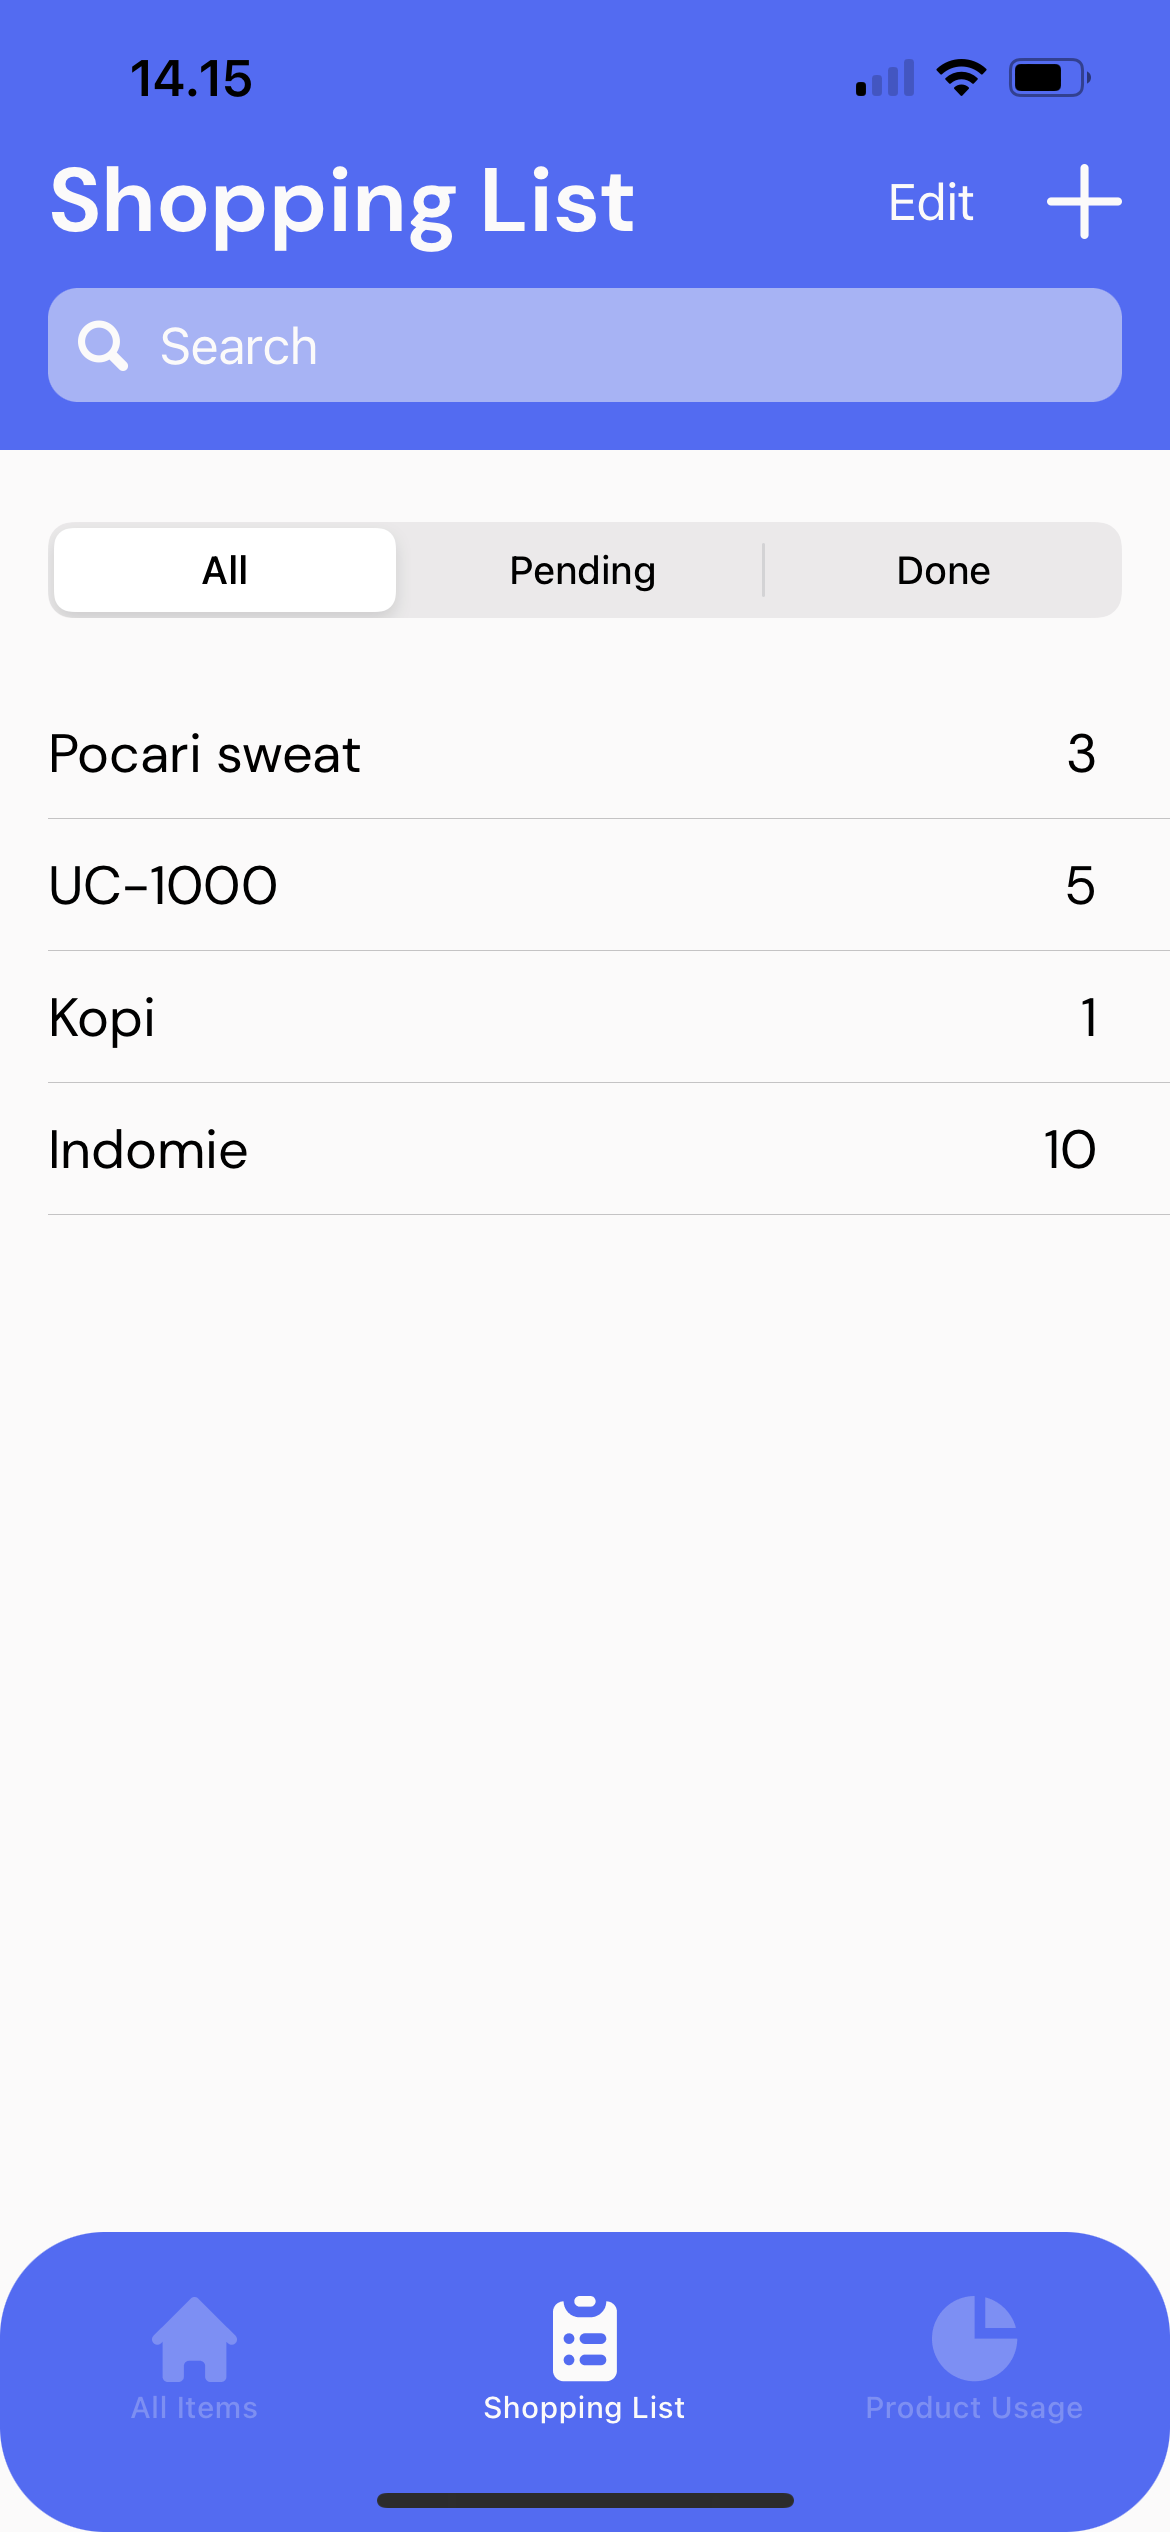 14.15
Shopping List Edit
Search
All Pending Done
Pocari sweat 3
UC-1000 5
Kopi 1
Indomie 10
All Items Shopping List Product Usage